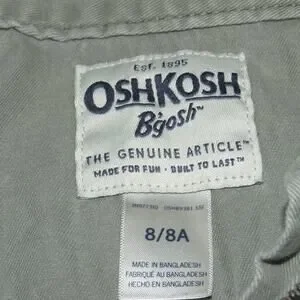 Est. 1895
OSHKOSH
B'gosh™
THE GENUINE ARTICLE™
MADE FOR FUN · BUILT TO LAST™
8/8A
MADE IN BANGLADESH
FABRIQUÉ AU BANGLADESH
HECHO EN BANGLADESH